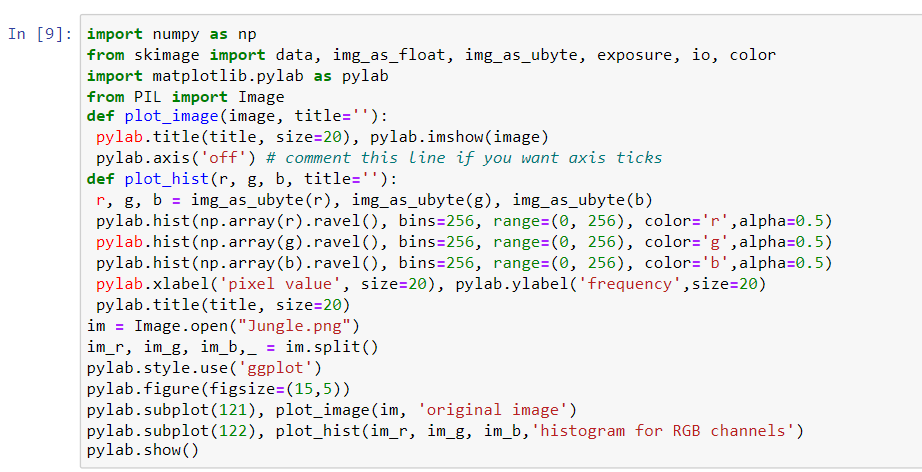 In [9]:
import numpy as np
from skimage import data, img_as_float, img_as_ubyte, exposure, io, color
import matplotlib.pylab as pylab
from PIL import Image
def plot_image(image, title=''):
 pylab.title(title, size=20), pylab.imshow(image)
 pylab.axis('off') # comment this line if you want axis ticks
def plot_hist(r, g, b, title=''):
 r, g, b = img_as_ubyte(r), img_as_ubyte(g), img_as_ubyte(b)
 pylab.hist(np.array(r).ravel(), bins=256, range=(0, 256), color='r',alpha=0.5)
 pylab.hist(np.array(g).ravel(), bins=256, range=(0, 256), color='g',alpha=0.5)
 pylab.hist(np.array(b).ravel(), bins=256, range=(0, 256), color='b',alpha=0.5)
 pylab.xlabel('pixel value', size=20), pylab.ylabel('frequency',size=20)
 pylab.title(title, size=20)
im = Image.open("Jungle.png")
im_r, im_g, im_b,_ = im.split()
pylab.style.use('ggplot')
pylab.figure(figsize=(15,5))
pylab.subplot(121), plot_image(im, 'original image')
pylab.subplot(122), plot_hist(im_r, im_g, im_b,'histogram for RGB channels')
pylab.show()